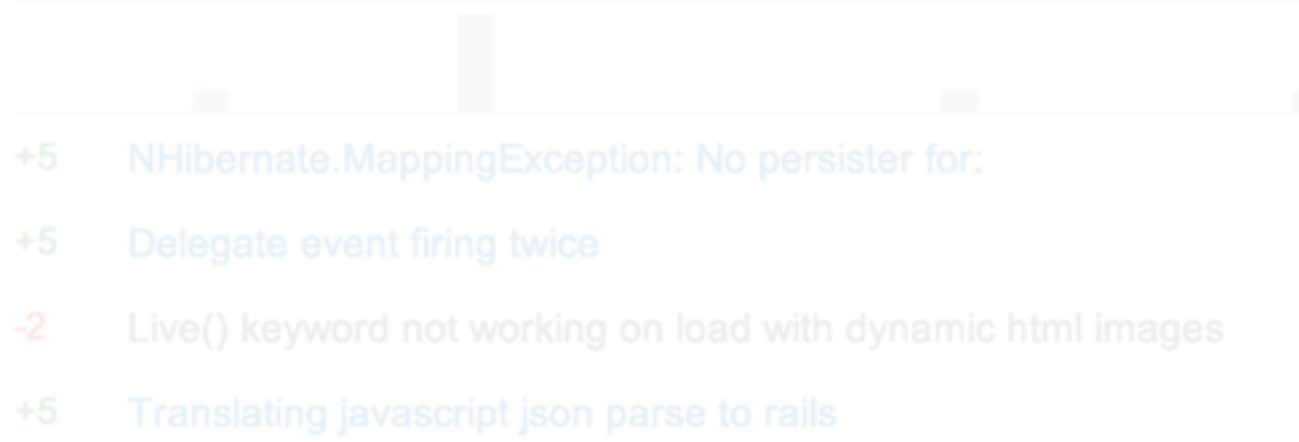 +5 NHibernate.MappingException: No persister for:
+5 Delegate event firing twice
-2 Live() keyword not working on load with dynamic html images
+5 Translating javascript json parse to rails